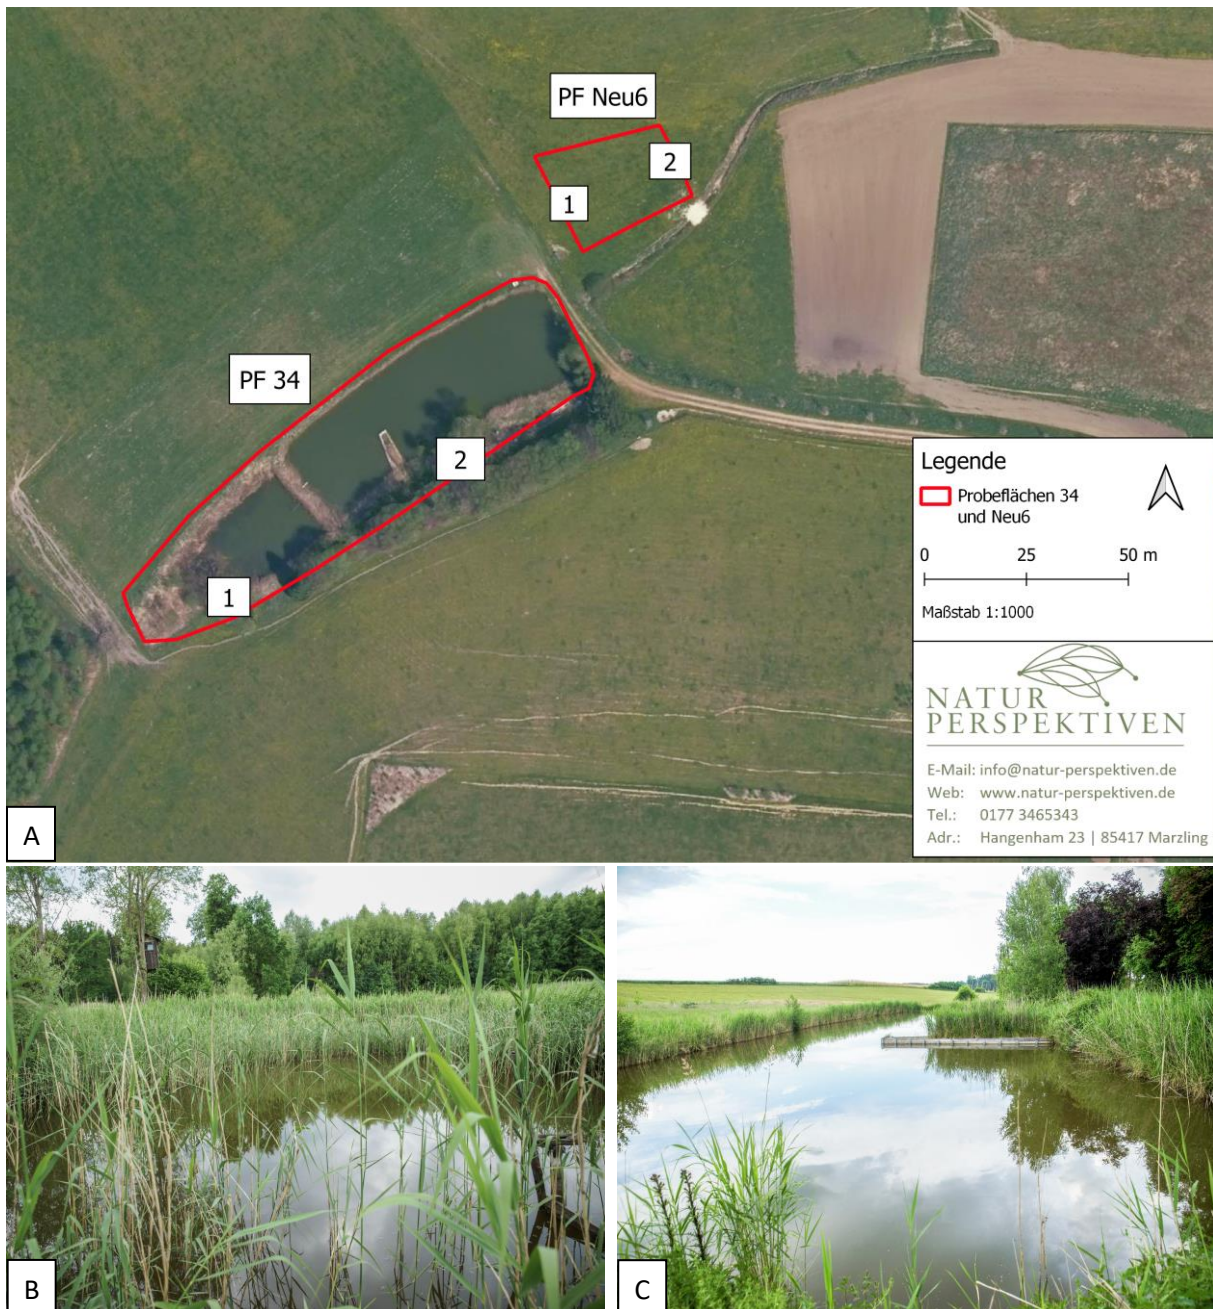 PF Neu6
2
1
PF 34
2
1
Legende
Probeflächen 34
und Neu6
0 25 50 m
Maßstab 1:1000
NATUR
PERSPEKTIVEN
E-Mail: info@natur-perspektiven.de
Web: www.natur-perspektiven.de
Tel.: 0177 3465343
Adr.: Hangenham 23 | 85417 Marzling
A
B
C